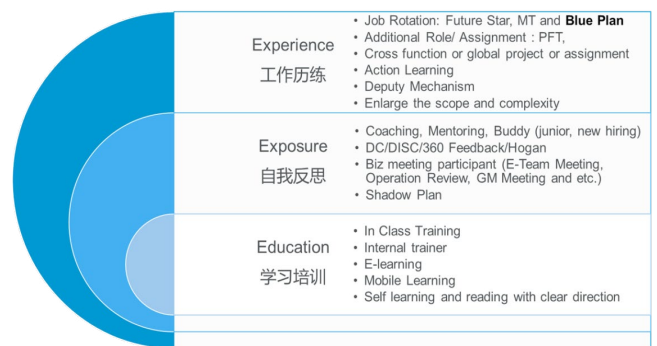 Experience
工作历练
• Job Rotation: Future Star, MT and Blue Plan
• Additional Role/ Assignment : PFT,
• Cross function or global project or assignment
• Action Learning
• Deputy Mechanism
• Enlarge the scope and complexity
Exposure
自我反思
• Coaching, Mentoring, Buddy (junior, new hiring)
• DC/DISC/360 Feedback/Hogan
• Biz meeting participant (E-Team Meeting,
Operation Review, GM Meeting and etc.)
• Shadow Plan
Education
学习培训
• In Class Training
• Internal trainer
• E-learning
• Mobile Learning
• Self learning and reading with clear direction